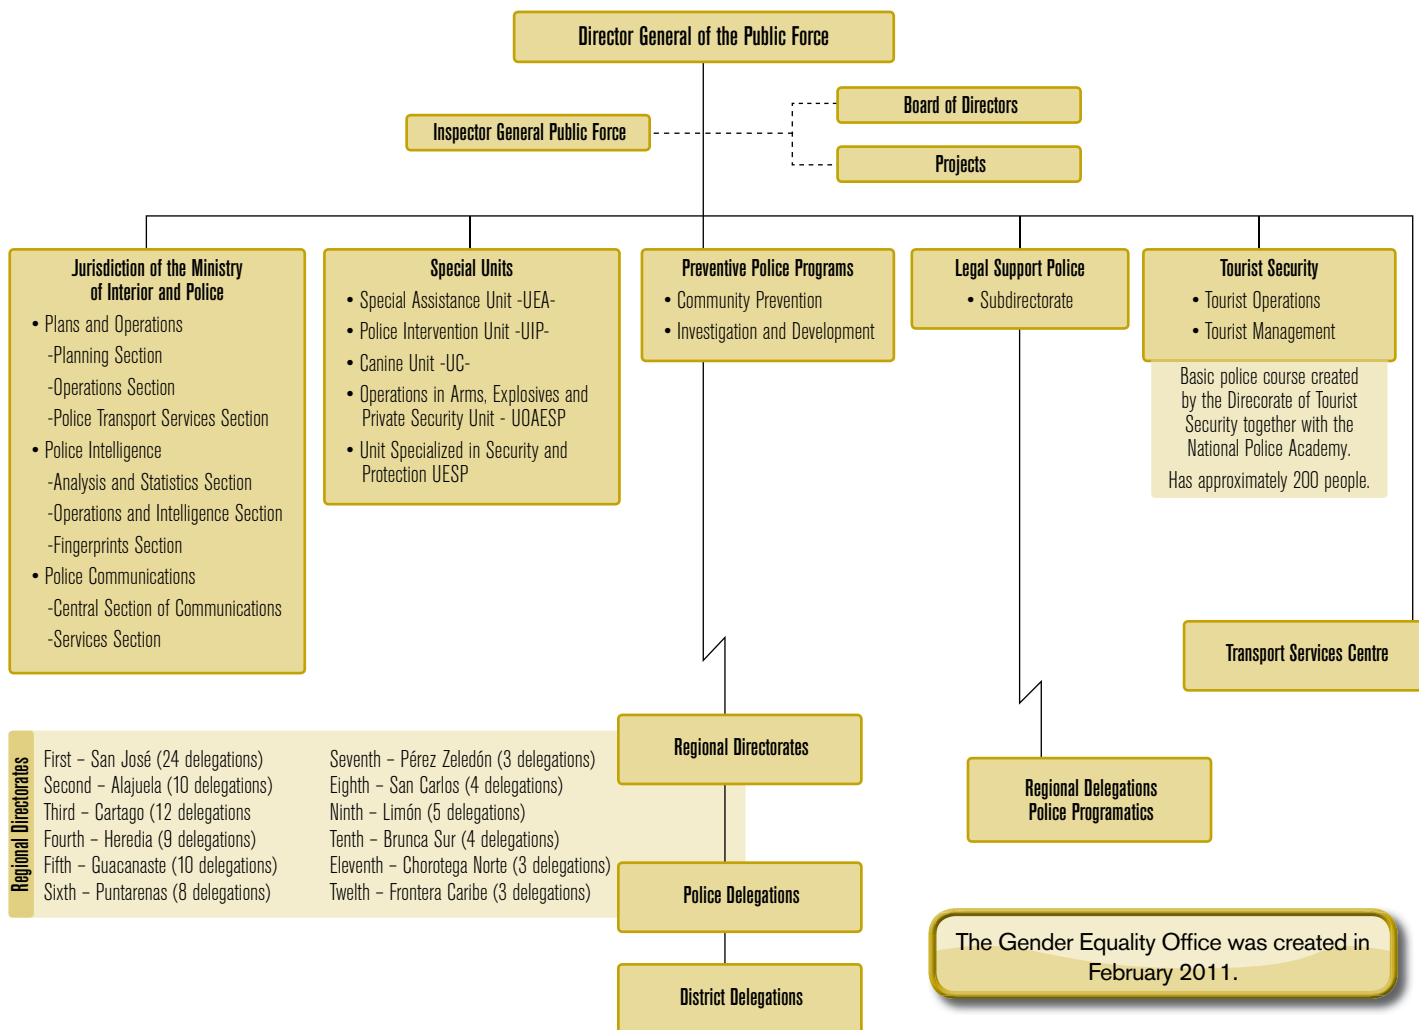 Director General of the Public Force
Board of Directors
Inspector General Public Force
Projects
Jurisdiction of the Ministry
of Interior and Police
• Plans and Operations
-Planning Section
-Operations Section
-Police Transport Services Section
• Police Intelligence
-Analysis and Statistics Section
-Operations and Intelligence Section
-Fingerprints Section
• Police Communications
-Central Section of Communications
-Services Section
Special Units
• Special Assistance Unit -UEA-
• Police Intervention Unit -UIP-
• Canine Unit -UC-
• Operations in Arms, Explosives and
Private Security Unit - UOAESP
• Unit Specialized in Security and
Protection UESP
Preventive Police Programs
• Community Prevention
• Investigation and Development
Legal Support Police
• Subdirectorate
Tourist Security
• Tourist Operations
• Tourist Management
Basic police course created
by the Direcorate of Tourist
Security together with the
National Police Academy.
Has approximately 200 people.
Transport Services Centre
Regional Directorates
First – San José (24 delegations)
Second – Alajuela (10 delegations)
Third – Cartago (12 delegations
Fourth – Heredia (9 delegations)
Fifth – Guacanaste (10 delegations)
Sixth – Puntarenas (8 delegations)
Seventh – Pérez Zeledón (3 delegations)
Eighth – San Carlos (4 delegations)
Ninth – Limón (5 delegations)
Tenth – Brunca Sur (4 delegations)
Eleventh – Chorotega Norte (3 delegations)
Twelth – Frontera Caribe (3 delegations)
Regional Directorates
Police Delegations
District Delegations
Regional Delegations
Police Programatics
The Gender Equality Office was created in
February 2011.